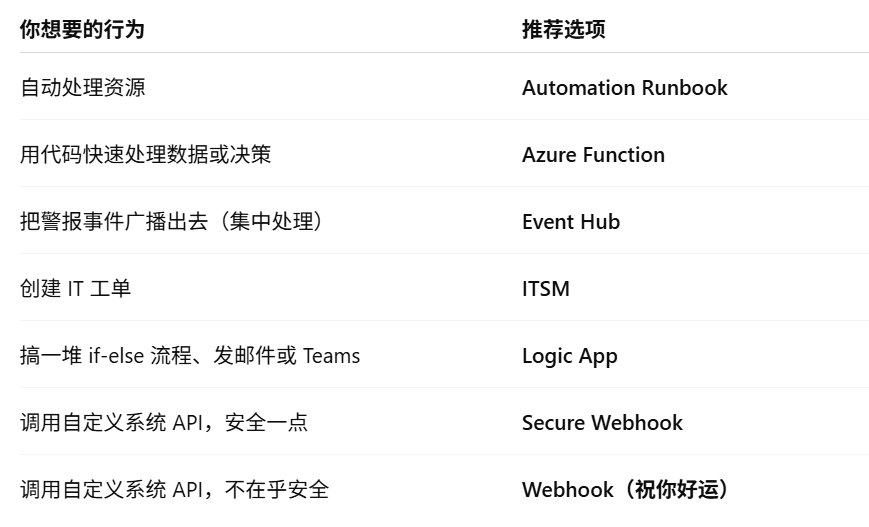 你想要的行为 推荐选项
自动处理资源 Automation Runbook
用代码快速处理数据或决策 Azure Function
把警报事件广播出去（集中处理） Event Hub
创建 IT 工单 ITSM
搞一堆 if-else 流程、发邮件或 Teams Logic App
调用自定义系统 API，安全一点 Secure Webhook
调用自定义系统 API，不在乎安全 Webhook（祝你好运）